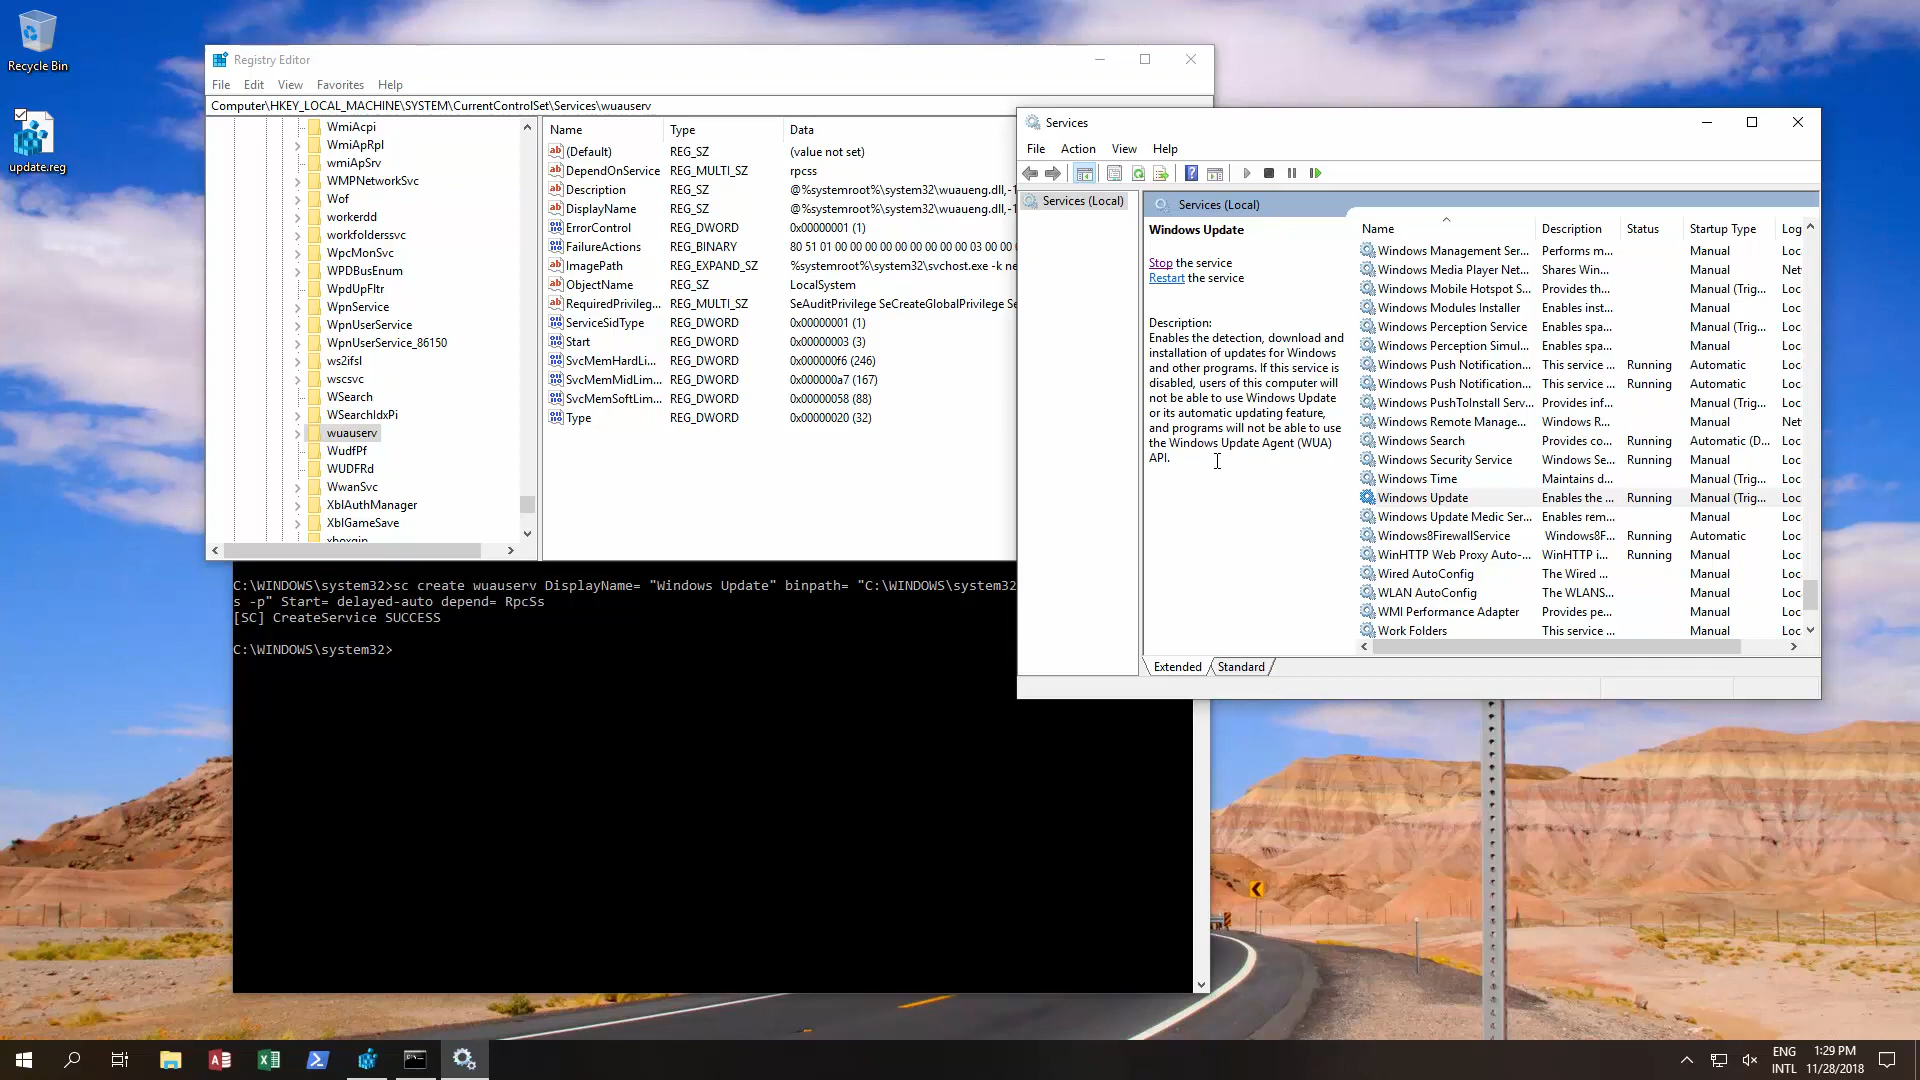 Recycle Bin
update.reg
Registry Editor
File Edit View Favorites Help
Computer\HKEY_LOCAL_MACHINE\SYSTEM\CurrentControlSet\Services\wuauserv
WmiAcpi
WmiApRpl
wmiApSrv
WMPNetworkSvc
Wof
workerdd
workfolderssvc
WpcMonSvc
WPDBusEnum
WpdUpFltr
WpnService
WpnUserService
WpnUserService_86150
ws2ifsl
wscsvc
WSearch
WSearchIdxPi
wuauserv
WudfPf
WUDFRd
WwanSvc
XblAuthManager
XblGameSave
xboxgip
Name Type Data
(Default) REG_SZ (value not set)
DependOnService REG_MULTI_SZ rpcss
Description REG_SZ @%systemroot%\system32\wuaueng.dll,-1
DisplayName REG_SZ @%systemroot%\system32\wuaueng.dll,-1
ErrorControl REG_DWORD 0x00000001 (1)
FailureActions REG_BINARY 80 51 01 00 00 00 00 00 00 00 00 00 03 00 00
ImagePath REG_EXPAND_SZ %systemroot%\system32\svchost.exe -k ne
ObjectName REG_SZ LocalSystem
RequiredPrivileg... REG_MULTI_SZ SeAuditPrivilege SeCreateGlobalPrivilege Se
ServiceSidType REG_DWORD 0x00000001 (1)
Start REG_DWORD 0x00000003 (3)
SvcMemHardLi... REG_DWORD 0x000000f6 (246)
SvcMemMidLim... REG_DWORD 0x000000a7 (167)
SvcMemSoftLim... REG_DWORD 0x00000058 (88)
Type REG_DWORD 0x00000020 (32)
C:\WINDOWS\system32>sc create wuauserv DisplayName= "Windows Update" binpath= "C:\WINDOWS\system32
s -p" Start= delayed-auto depend= RpcSs
[SC] CreateService SUCCESS
C:\WINDOWS\system32>
Services
File Action View Help
Services (Local)
Services (Local)
Windows Update
Stop the service
Restart the service
Description:
Enables the detection, download and
installation of updates for Windows
and other programs. If this service is
disabled, users of this computer will
not be able to use Windows Update
or its automatic updating feature,
and programs will not be able to use
the Windows Update Agent (WUA)
API.
Name Description Status Startup Type Log
Windows Management Ser... Performs m... Manual Loc
Windows Media Player Net... Shares Win... Manual Net
Windows Mobile Hotspot S... Provides th... Manual (Trig... Loc
Windows Modules Installer Enables inst... Manual Loc
Windows Perception Service Enables spa... Manual (Trig... Loc
Windows Perception Simul... Enables spa... Manual Loc
Windows Push Notification... This service ... Running Automatic Loc
Windows Push Notification... This service ... Running Automatic Loc
Windows PushToInstall Serv... Provides inf... Manual (Trig... Loc
Windows Remote Manage... Windows R... Manual Net
Windows Search Provides co... Running Automatic (D... Loc
Windows Security Service Windows Se... Running Manual Loc
Windows Time Maintains d... Manual (Trig... Loc
Windows Update Enables the ... Running Manual (Trig... Loc
Windows Update Medic Ser... Enables rem... Manual Loc
Windows8FirewallService Windows8F... Running Automatic Loc
WinHTTP Web Proxy Auto-... WinHTTP i... Running Manual Loc
Wired AutoConfig The Wired ... Manual Loc
WLAN AutoConfig The WLANS... Manual Loc
WMI Performance Adapter Provides pe... Manual Loc
Work Folders This service ... Manual Loc
Extended Standard
ENG
INTL
1:29 PM
11/28/2018